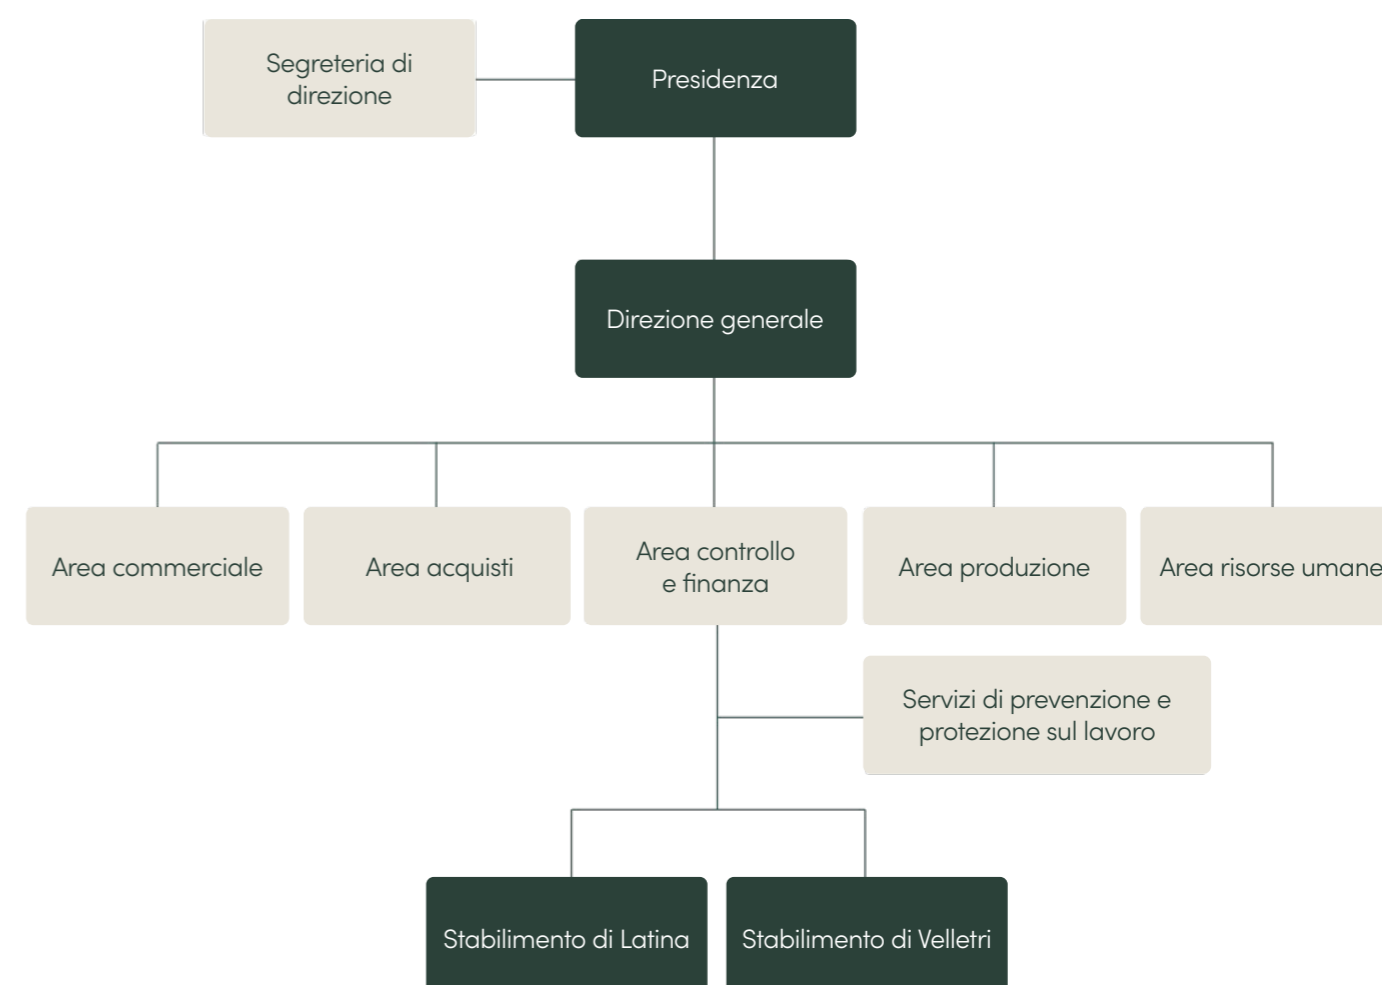 Segreteria di
direzione
Presidenza
Direzione generale
Area commerciale
Area acquisti
Area controllo
e finanza
Area produzione
Area risorse umane
Servizi di prevenzione e
protezione sul lavoro
Stabilimento di Latina
Stabilimento di Velletri